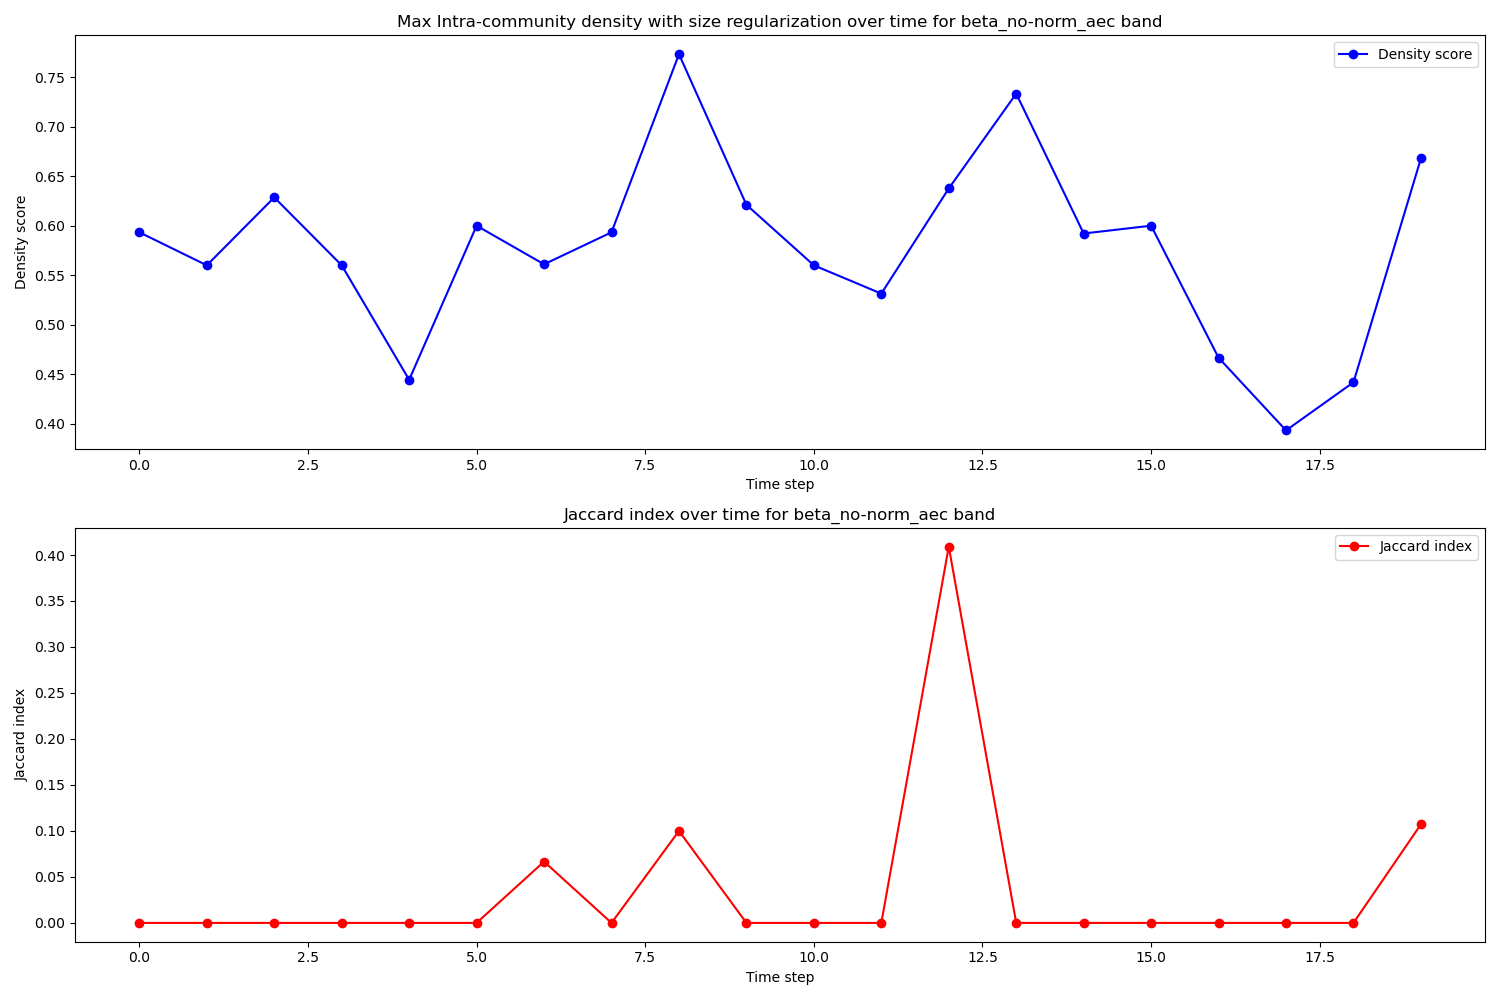 Max Intra-community density with size regularization over time for beta_no-norm_aec band
Density score
0.75
0.70
0.65
0.60
0.55
0.50
0.45
0.40
Density score
0.0 2.5 5.0 7.5 10.0 12.5 15.0 17.5
Time step
Jaccard index over time for beta_no-norm_aec band
Jaccard index
0.40
0.35
0.30
0.25
0.20
0.15
0.10
0.05
0.00
Jaccard index
0.0 2.5 5.0 7.5 10.0 12.5 15.0 17.5
Time step